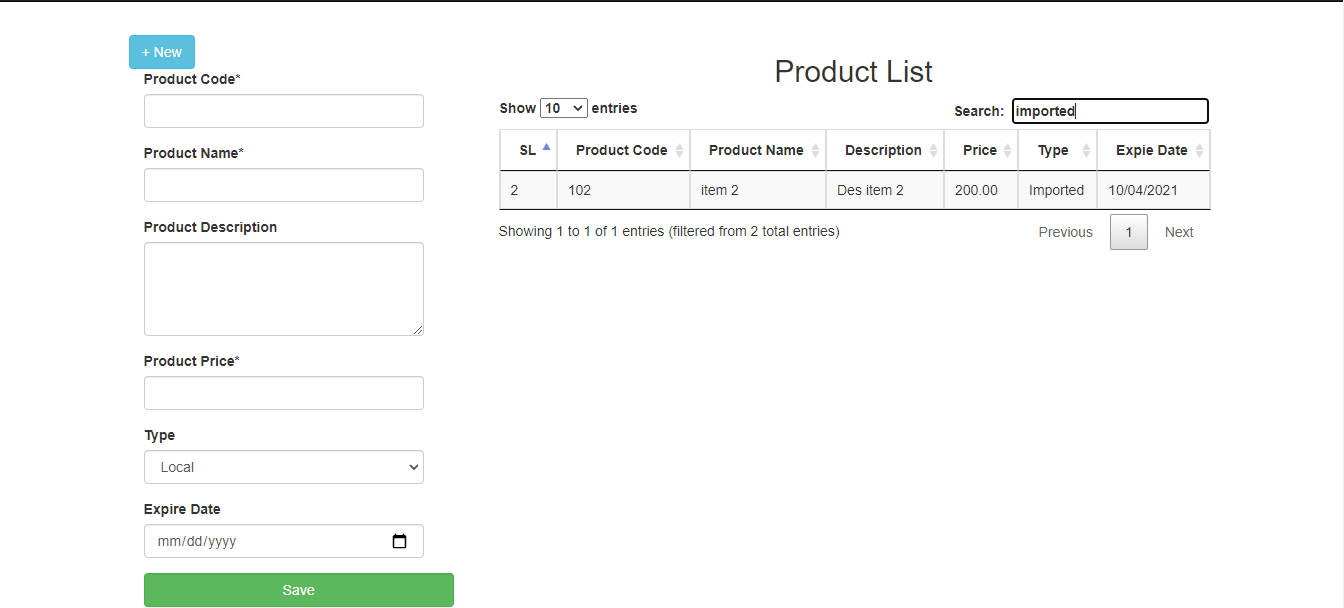 + New
Product Code*
Product Name*
Product Description
Product Price*
Type
Local
Expire Date
mm/dd/yyyy
Save
Product List
Show 10 entries
Search: imported
SL Product Code Product Name Description Price Type Expie Date
2 102 item 2 Des item 2 200.00 Imported 10/04/2021
Showing 1 to 1 of 1 entries (filtered from 2 total entries)
Previous 1 Next